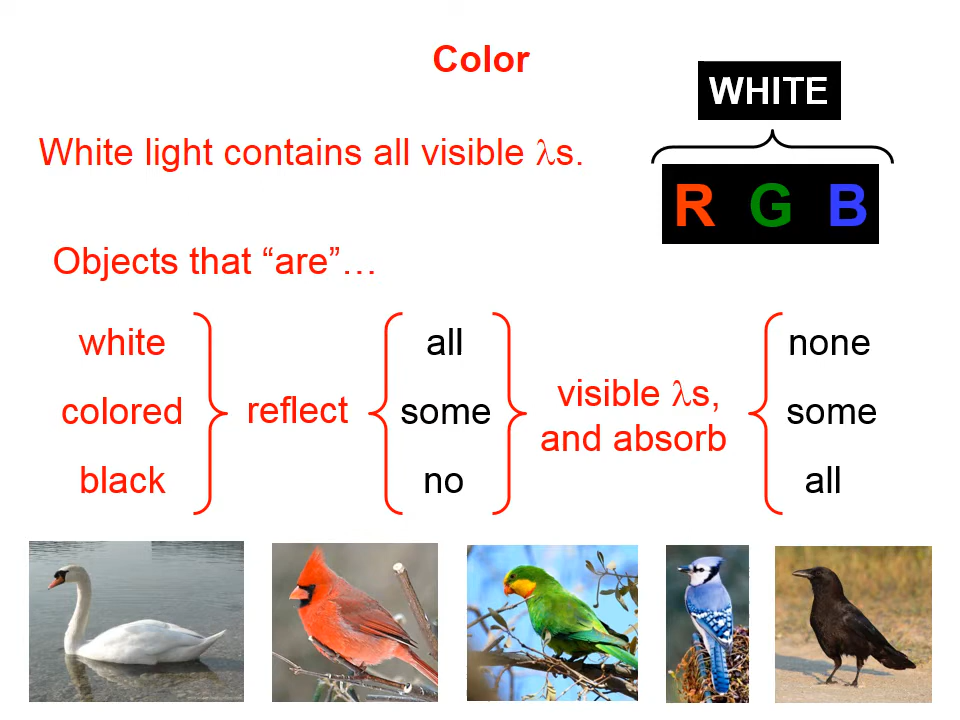 Color
WHITE
White light contains all visible λs.
R G B
Objects that “are”…
white
colored
black
reflect
all
some
no
visible λs,
and absorb
none
some
all